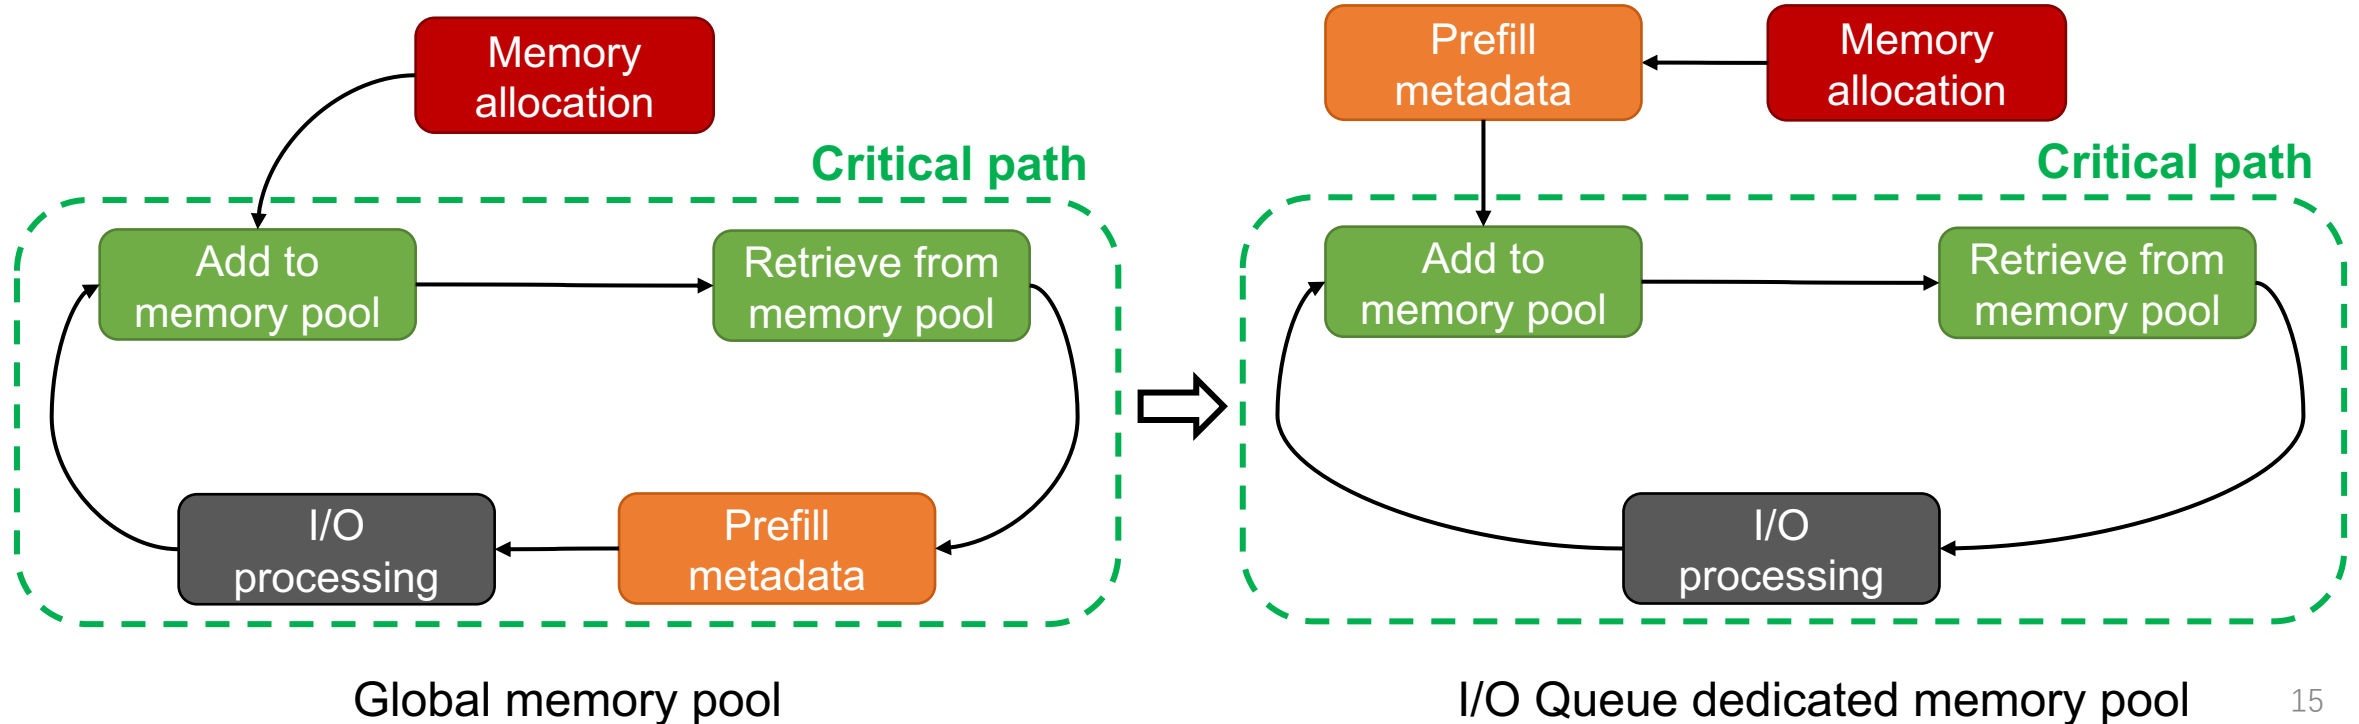 Memory
allocation
Critical path
Add to
memory pool
Retrieve from
memory pool
I/O
processing
Prefill
metadata
Global memory pool
Prefill
metadata
Memory
allocation
Critical path
Add to
memory pool
Retrieve from
memory pool
I/O
processing
I/O Queue dedicated memory pool
15